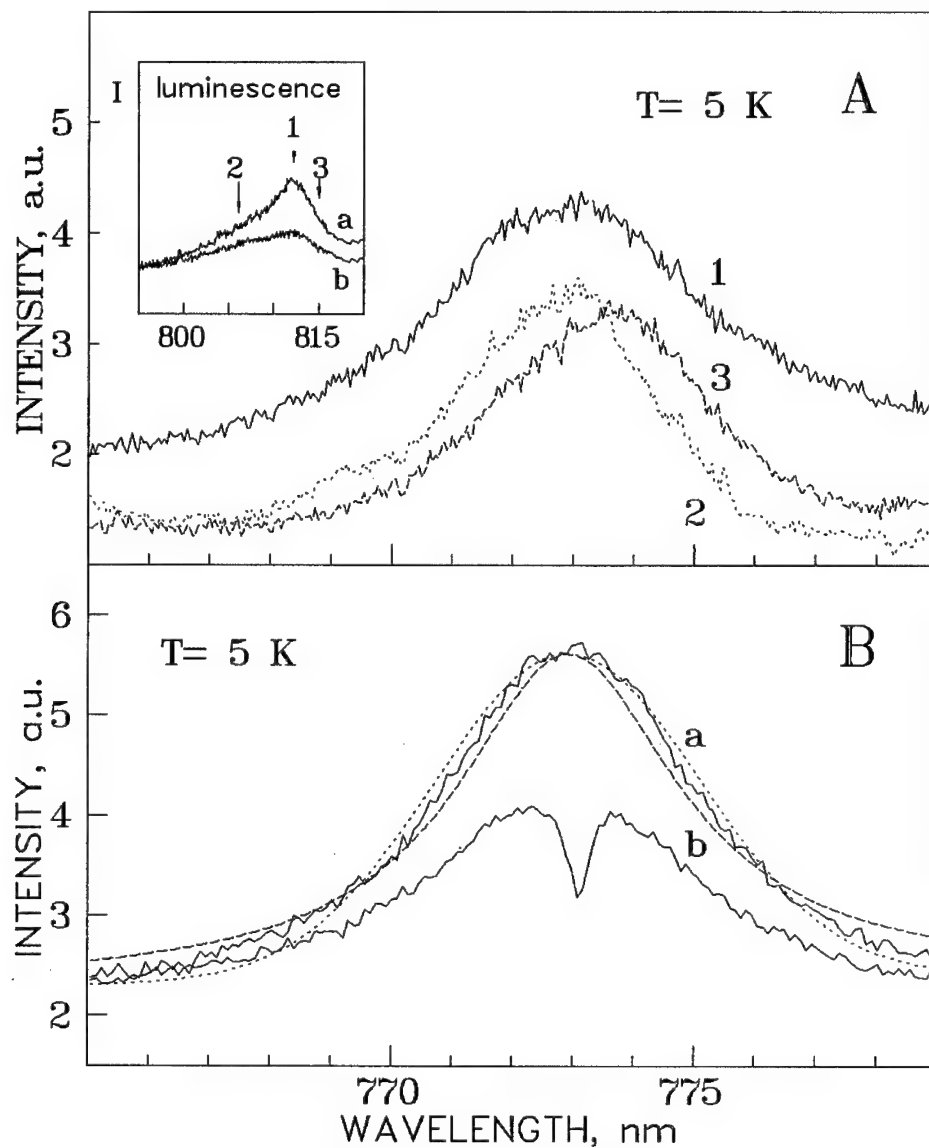 A
T= 5 K
I
luminescence
1
2
3
a
b
800
815
INTENSITY, a.u.
5
4
3
2
1
3
2
B
T= 5 K
INTENSITY, a.u.
6
5
4
3
2
a
b
770
775
WAVELENGTH, nm